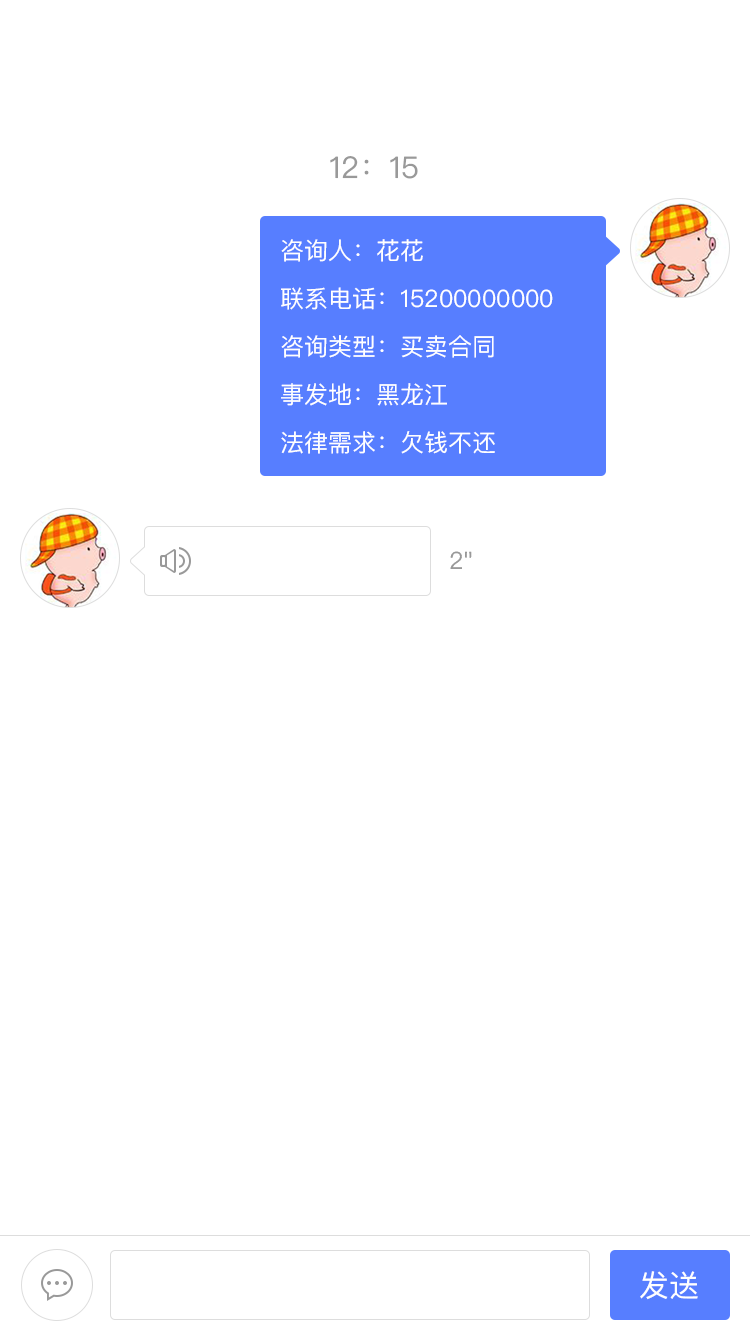 12：15
咨询人：花花
联系电话：15200000000
咨询类型：买卖合同
事发地：黑龙江
法律需求：欠钱不还
2"
发送